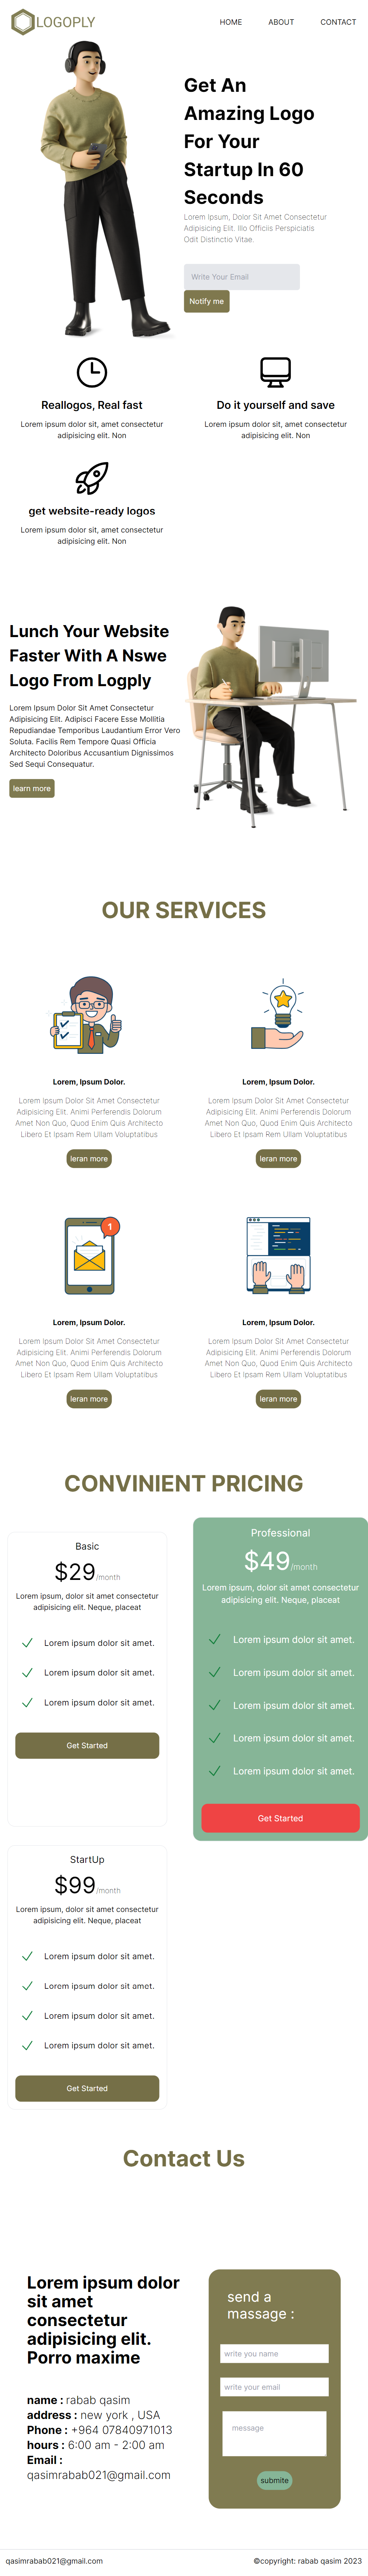 LOGOPLY
HOME
ABOUT
CONTACT
Get An
Amazing Logo
For Your
Startup In 60
Seconds
Lorem Ipsum, Dolor Sit Amet Consectetur
Adipisicing Elit. Illo Officiis Perspiciatis
Odit Distinctio Vitae.
Write Your Email
Notify me
Reallogos, Real fast
Lorem ipsum dolor sit, amet consectetur
adipisicing elit. Non
Do it yourself and save
Lorem ipsum dolor sit, amet consectetur
adipisicing elit. Non
get website-ready logos
Lorem ipsum dolor sit, amet consectetur
adipisicing elit. Non
Lunch Your Website
Faster With A Nswe
Logo From Logply
Lorem Ipsum Dolor Sit Amet Consectetur
Adipisicing Elit. Adipisci Facere Esse Mollitia
Repudiandae Temporibus Laudantium Error Vero
Soluta. Facilis Rem Tempore Quasi Officia
Architecto Doloribus Accusantium Dignissimos
Sed Sequi Consequatur.
learn more
OUR SERVICES
Lorem, Ipsum Dolor.
Lorem Ipsum Dolor Sit Amet Consectetur
Adipisicing Elit. Animi Perferendis Dolorum
Amet Non Quo, Quod Enim Quis Architecto
Libero Et Ipsam Rem Ullam Voluptatibus
leran more
Lorem, Ipsum Dolor.
Lorem Ipsum Dolor Sit Amet Consectetur
Adipisicing Elit. Animi Perferendis Dolorum
Amet Non Quo, Quod Enim Quis Architecto
Libero Et Ipsam Rem Ullam Voluptatibus
leran more
1
Lorem, Ipsum Dolor.
Lorem Ipsum Dolor Sit Amet Consectetur
Adipisicing Elit. Animi Perferendis Dolorum
Amet Non Quo, Quod Enim Quis Architecto
Libero Et Ipsam Rem Ullam Voluptatibus
leran more
Lorem, Ipsum Dolor.
Lorem Ipsum Dolor Sit Amet Consectetur
Adipisicing Elit. Animi Perferendis Dolorum
Amet Non Quo, Quod Enim Quis Architecto
Libero Et Ipsam Rem Ullam Voluptatibus
leran more
CONVINIENT PRICING
Basic
$29/month
Lorem ipsum, dolor sit amet consectetur
adipisicing elit. Neque, placeat
Lorem ipsum dolor sit amet.
Lorem ipsum dolor sit amet.
Lorem ipsum dolor sit amet.
Get Started
Professional
$49/month
Lorem ipsum, dolor sit amet consectetur
adipisicing elit. Neque, placeat
Lorem ipsum dolor sit amet.
Lorem ipsum dolor sit amet.
Lorem ipsum dolor sit amet.
Lorem ipsum dolor sit amet.
Lorem ipsum dolor sit amet.
Get Started
StartUp
$99/month
Lorem ipsum, dolor sit amet consectetur
adipisicing elit. Neque, placeat
Lorem ipsum dolor sit amet.
Lorem ipsum dolor sit amet.
Lorem ipsum dolor sit amet.
Lorem ipsum dolor sit amet.
Get Started
Contact Us
Lorem ipsum dolor
sit amet
consectetur
adipisicing elit.
Porro maxime
name : rabab qasim
address : new york , USA
Phone : +964 07840971013
hours : 6:00 am - 2:00 am
Email :
qasimrabab021@gmail.com
send a
massage :
write you name
write your email
message
submite
qasimrabab021@gmail.com
©copyright: rabab qasim 2023